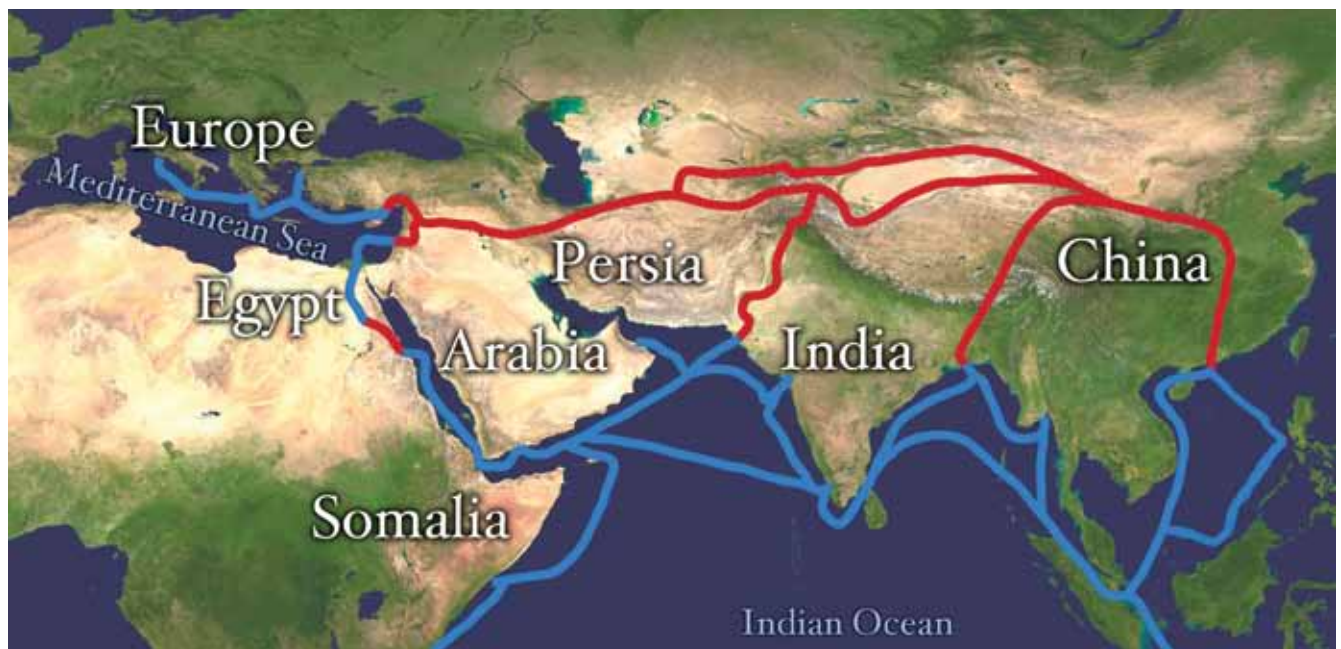 Europe
Mediterranean Sea
Persia
China
Egypt
Arabia
India
Somalia
Indian Ocean